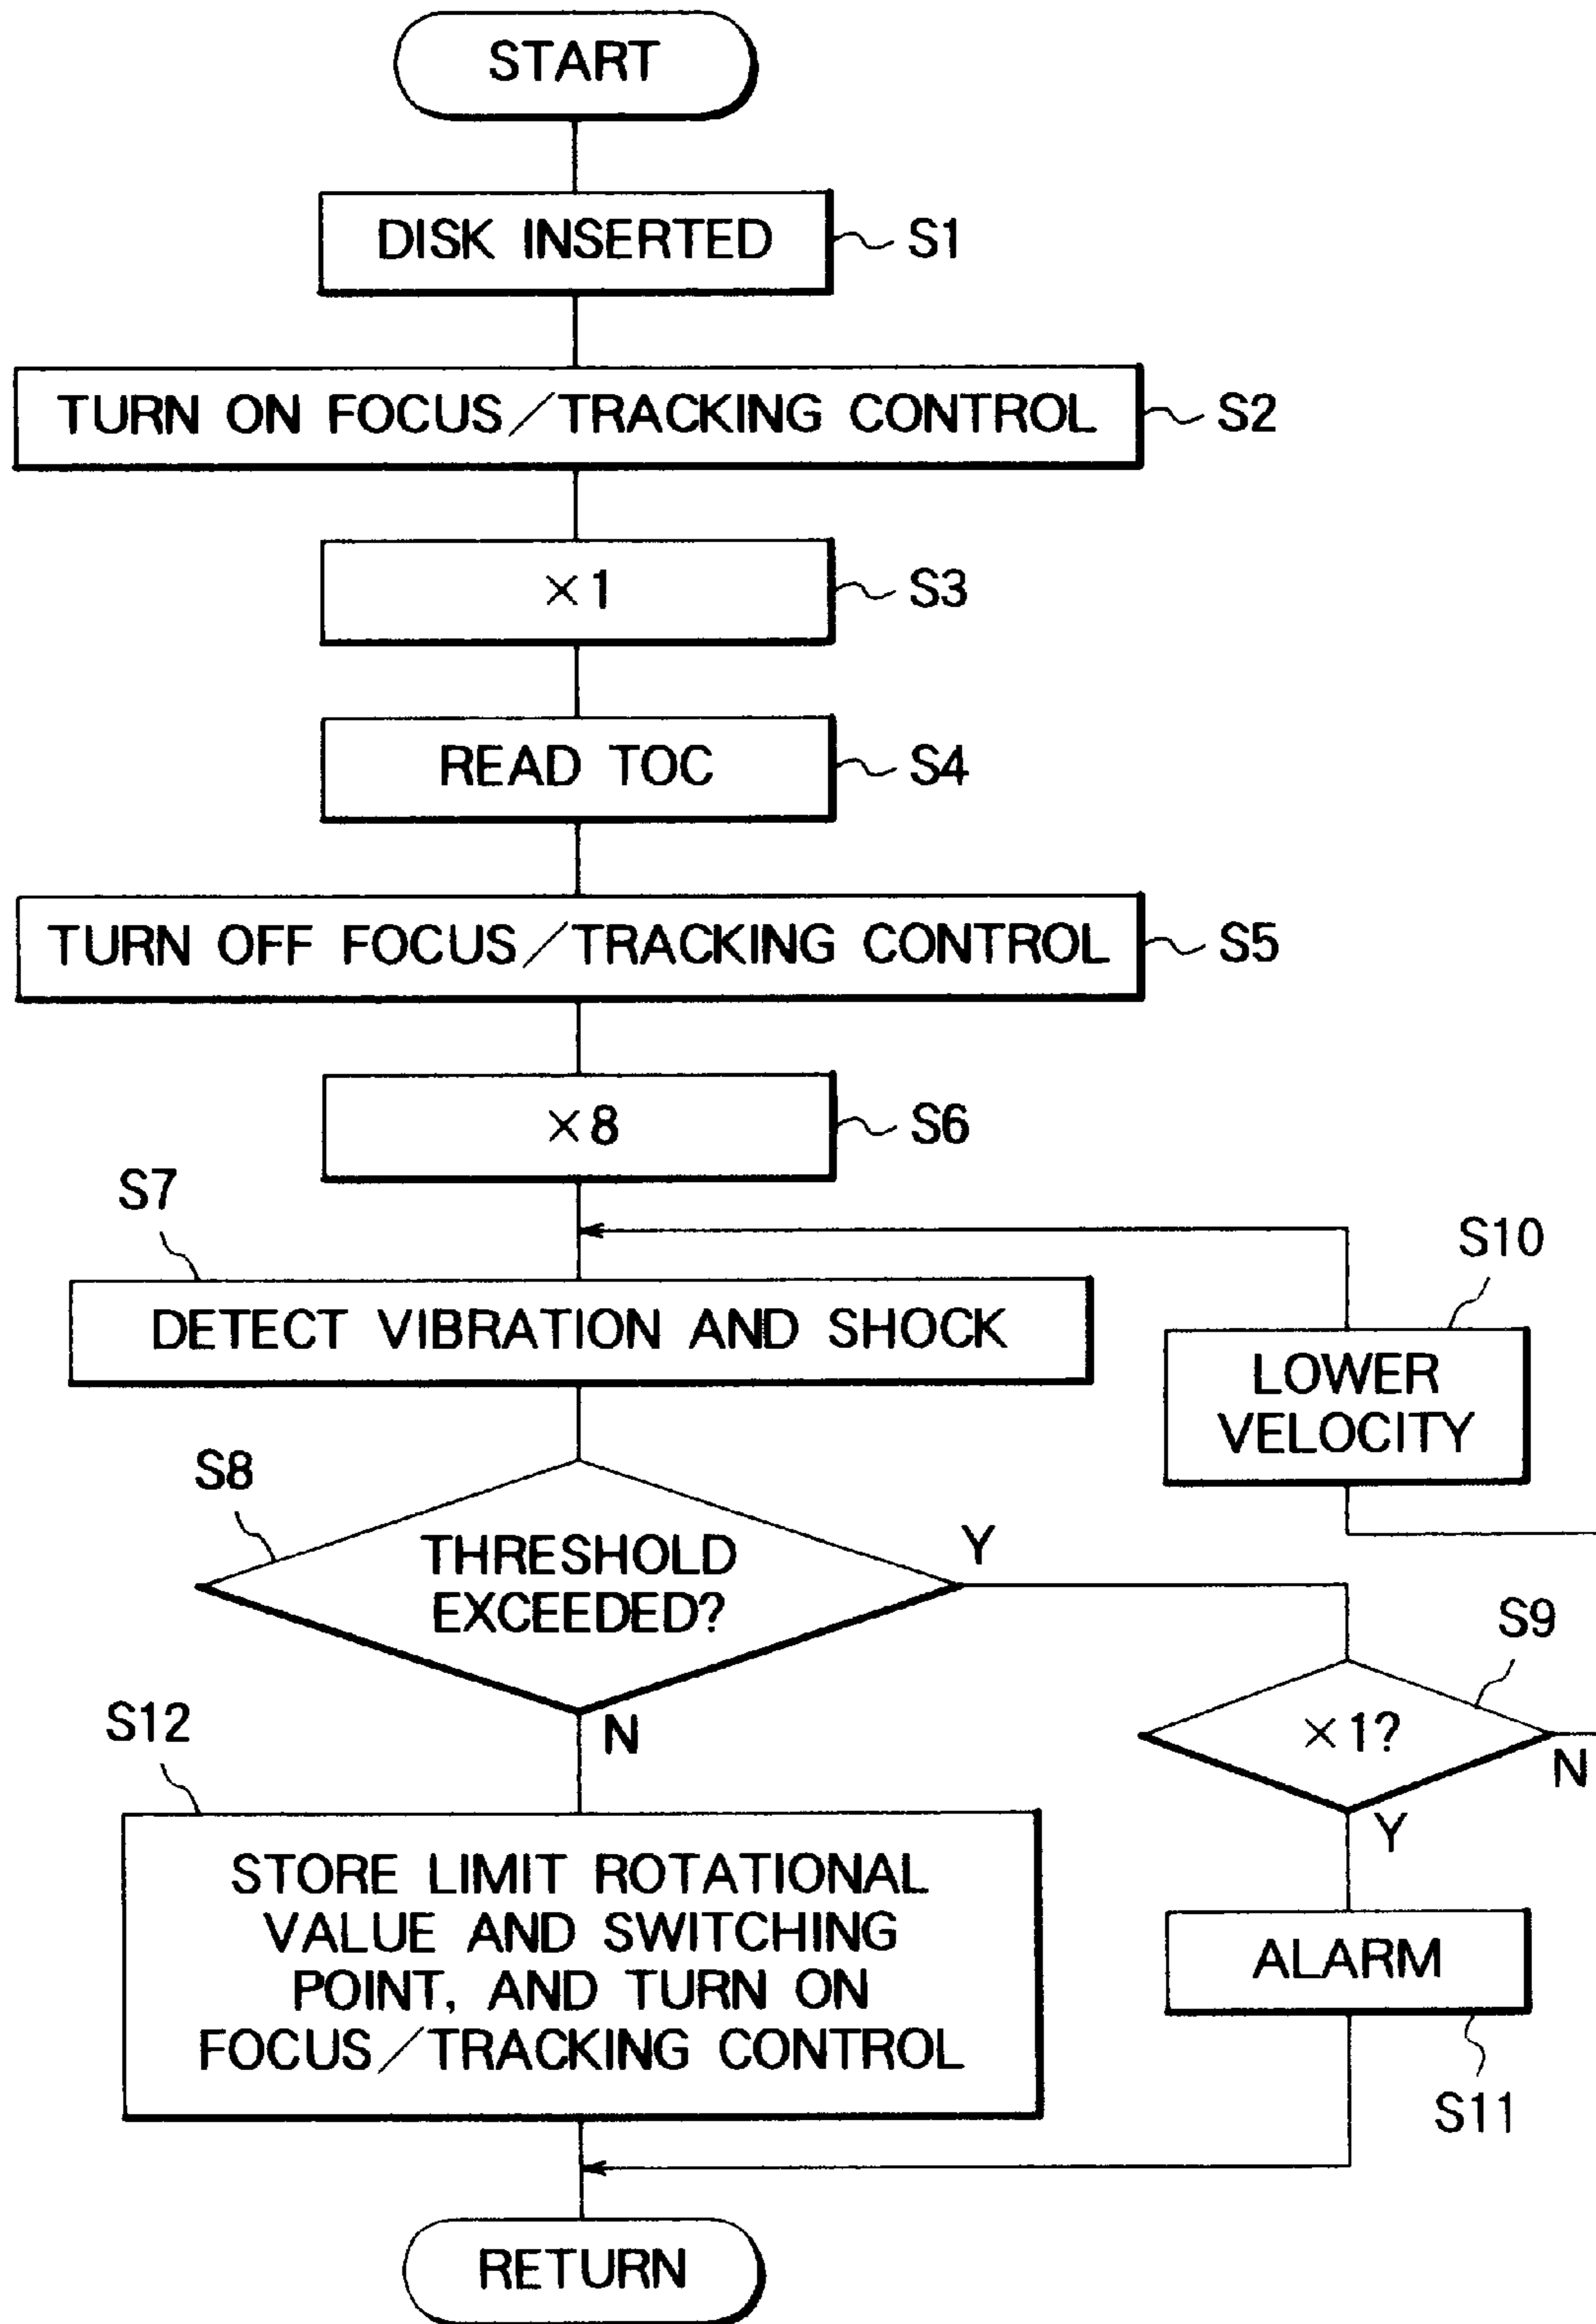 START
DISK INSERTED
S1
TURN ON FOCUS/TRACKING CONTROL
S2
×1
S3
READ TOC
S4
TURN OFF FOCUS/TRACKING CONTROL
S5
×8
S6
S7
DETECT VIBRATION AND SHOCK
S10
LOWER
VELOCITY
S8
THRESHOLD
EXCEEDED?
Y
N
S9
×1?
N
Y
S12
STORE LIMIT ROTATIONAL
VALUE AND SWITCHING
POINT, AND TURN ON
FOCUS/TRACKING CONTROL
ALARM
S11
RETURN